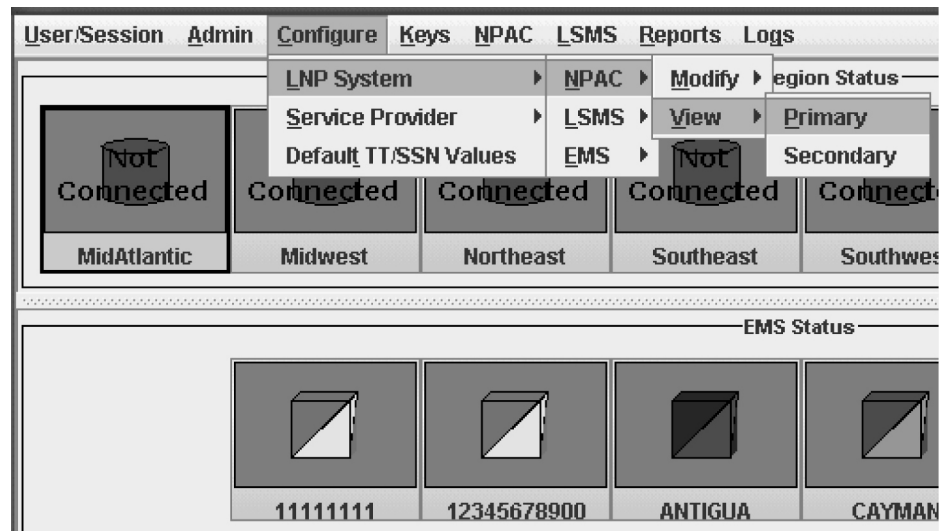 User/Session Admin Configure Keys NPAC LSMS Reports Logs
LNP System NPAC Modify egion Status
Service Provider LSMS View Primary
Default TT/SSN Values EMS Secondary
Not Not
Connected Connected Connected Connected Connect
MidAtlantic Midwest Northeast Southeast Southwes
EMS Status
11111111 12345678900 ANTIGUA CAYMAN